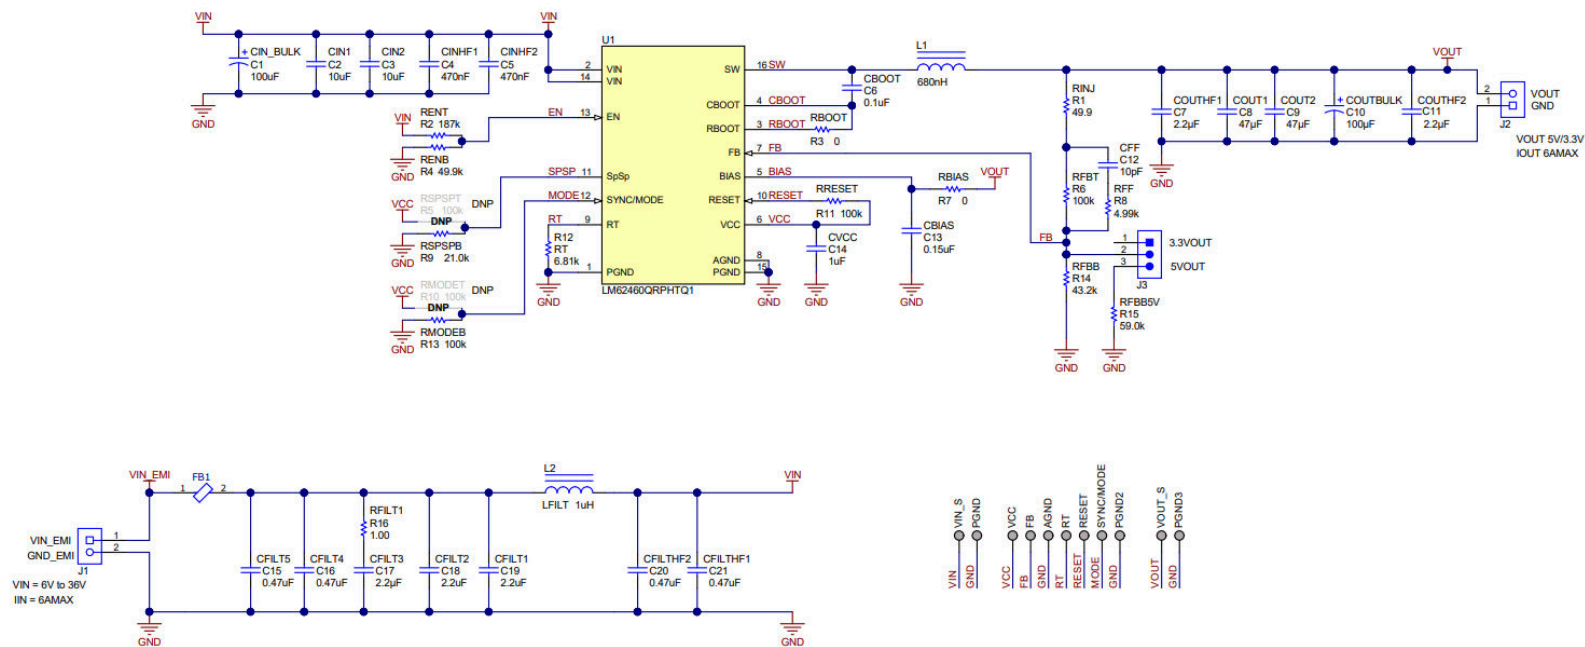 VIN
VIN
CIN_BULK
C1
100uF
CIN1
C2
10uF
CIN2
C3
10uF
CINHF1
C4
470nF
CINHF2
C5
470nF
GND
U1
2
VIN
14
VIN
EN
13
EN
SPSP
11
SpSp
MODE
12
SYNC/MODE
RT
9
RT
1
PGND
LM62460QRPHTQ1
SW
16
SW
CBOOT
4
CBOOT
RBOOT
3
RBOOT
FB
7
FB
BIAS
5
BIAS
RESET
10
RESET
VCC
6
VCC
AGND
8
PGND
15
VIN
RENT
R2 187k
RENB
R4 49.9k
GND
VCC
RSPSPT
R5 100k
DNP
DNP
RSPSPB
R9 21.0k
GND
VCC
RMODET
R10 100k
DNP
DNP
RMODEB
R13 100k
GND
R12
RT
6.81k
GND
GND
CBOOT
C6
0.1uF
RBOOT
R3 0
L1
680nH
RBIAS
R7 0
VOUT
RRESET
R11 100k
CVCC
C14
1uF
GND
CBIAS
C13
0.15uF
GND
RINJ
R1
49.9
CFF
C12
10pF
RFBT
R6
100k
RFF
R8
4.99k
FB
RFBB
R14
43.2k
GND
1
2
3
3.3VOUT
5VOUT
J3
RFBB5V
R15
59.0k
GND
COUTHF1
C7
2.2µF
COUT1
C8
47µF
COUT2
C9
47µF
COUTBULK
C10
100µF
COUTHF2
C11
2.2µF
GND
VOUT
2
1
VOUT
GND
J2
VOUT 5V/3.3V
IOUT 6AMAX
VIN_EMI
FB1
1
2
VIN_EMI
GND_EMI
1
2
J1
VIN = 6V to 36V
IIN = 6AMAX
GND
CFILT5
C15
0.47uF
CFILT4
C16
0.47uF
RFILT1
R16
1.00
CFILT3
C17
2.2µF
CFILT2
C18
2.2uF
CFILT1
C19
2.2uF
L2
LFILT 1uH
CFILTHF2
C20
0.47uF
CFILTHF1
C21
0.47uF
VIN
GND
VIN_S
PGND
VCC
FB
AGND
RT
RESET
SYNC/MODE
PGND2
VOUT_S
PGND3
VIN
GND
VCC
FB
GND
RT
RESET
MODE
GND
VOUT
GND